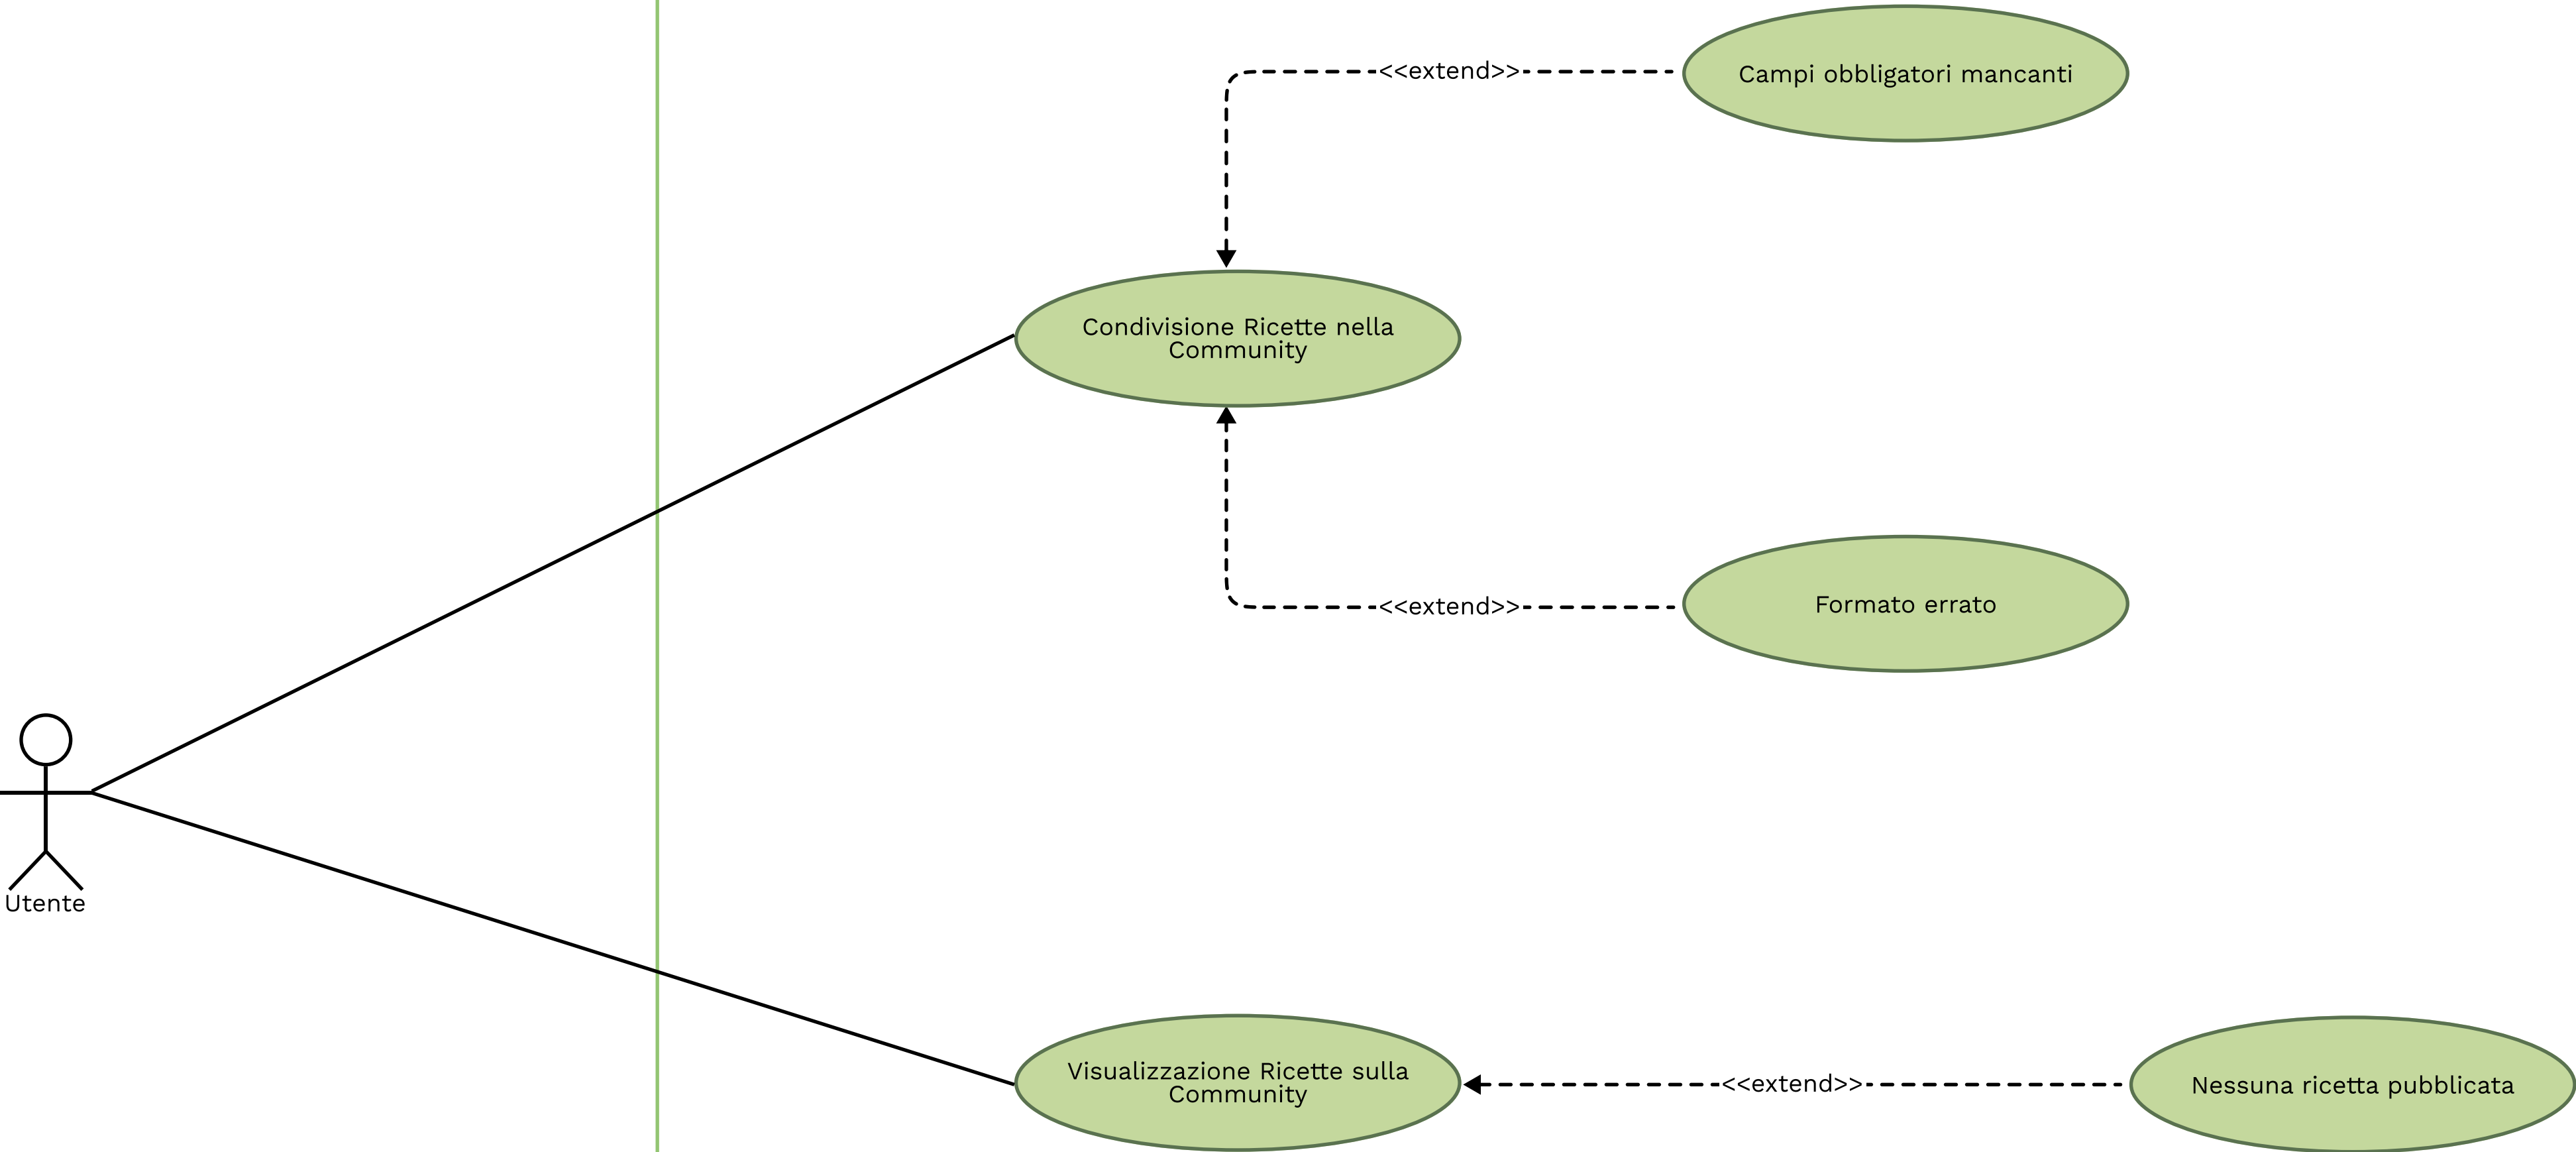 <<extend>>
Campi obbligatori mancanti
Condivisione Ricette nella
Community
<<extend>>
Formato errato
Utente
Visualizzazione Ricette sulla
Community
<<extend>>
Nessuna ricetta pubblicata